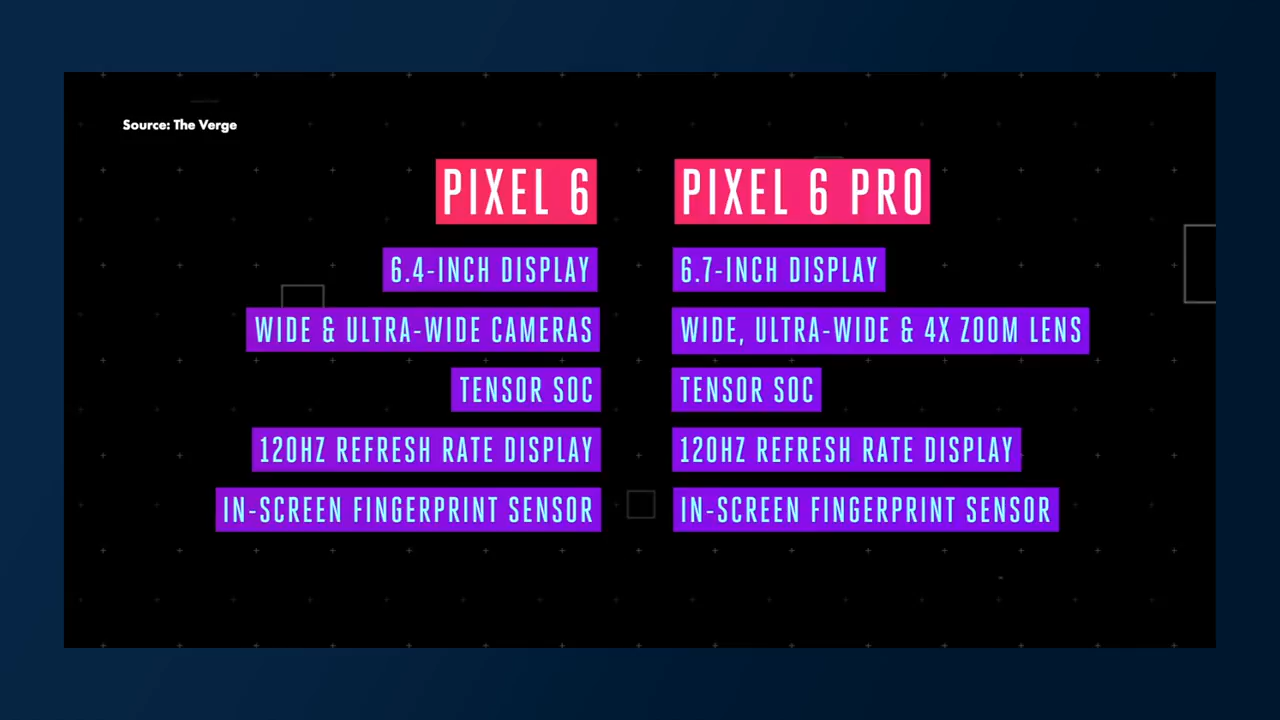 Source: The Verge
PIXEL 6
6.4-INCH DISPLAY
WIDE & ULTRA-WIDE CAMERAS
TENSOR SOC
120HZ REFRESH RATE DISPLAY
IN-SCREEN FINGERPRINT SENSOR
PIXEL 6 PRO
6.7-INCH DISPLAY
WIDE, ULTRA-WIDE & 4X ZOOM LENS
TENSOR SOC
120HZ REFRESH RATE DISPLAY
IN-SCREEN FINGERPRINT SENSOR